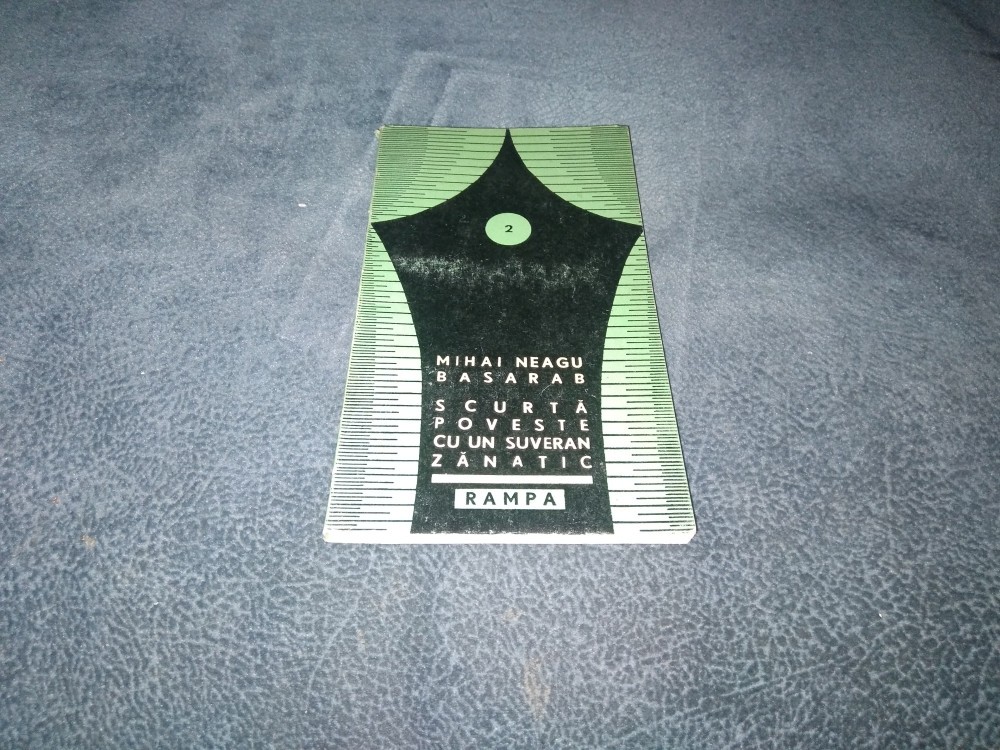 2
MIHAI NEAGU
BASARAB
SCURTĂ
POVESTE
CU UN SUVERAN
ZĂNATIC
RAMPA